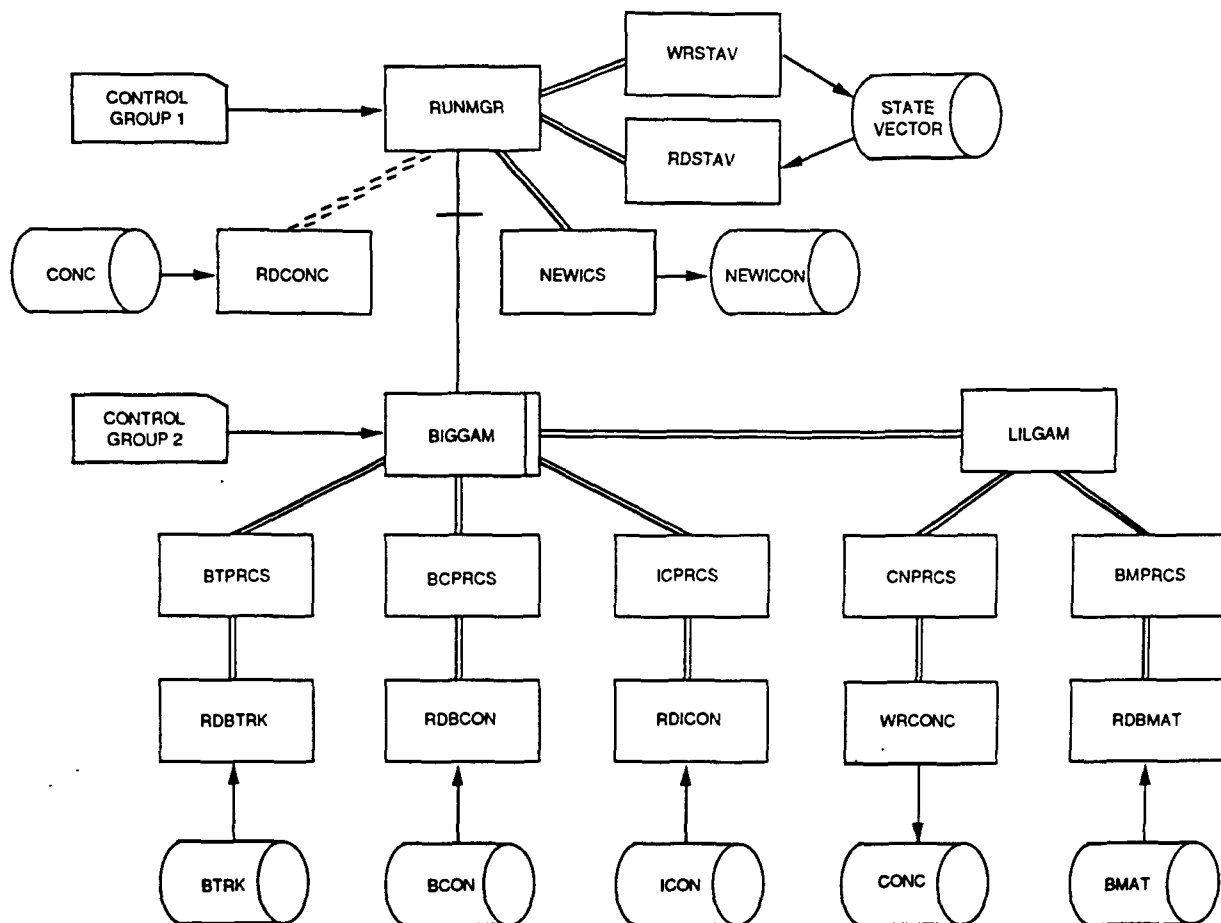 WRSTAV
CONTROL
GROUP 1
RUNMGR
STATE
VECTOR
RDSTAV
CONC
RDCONC
NEWICS
NEWICON
CONTROL
GROUP 2
BIGGAM
LILGAM
BTPRCS
BCPRCS
ICPRCS
CNPRCS
BMPRCS
RDBTRK
RDBCON
RDICON
WRCONC
RDBMAT
BTRK
BCON
ICON
CONC
BMAT